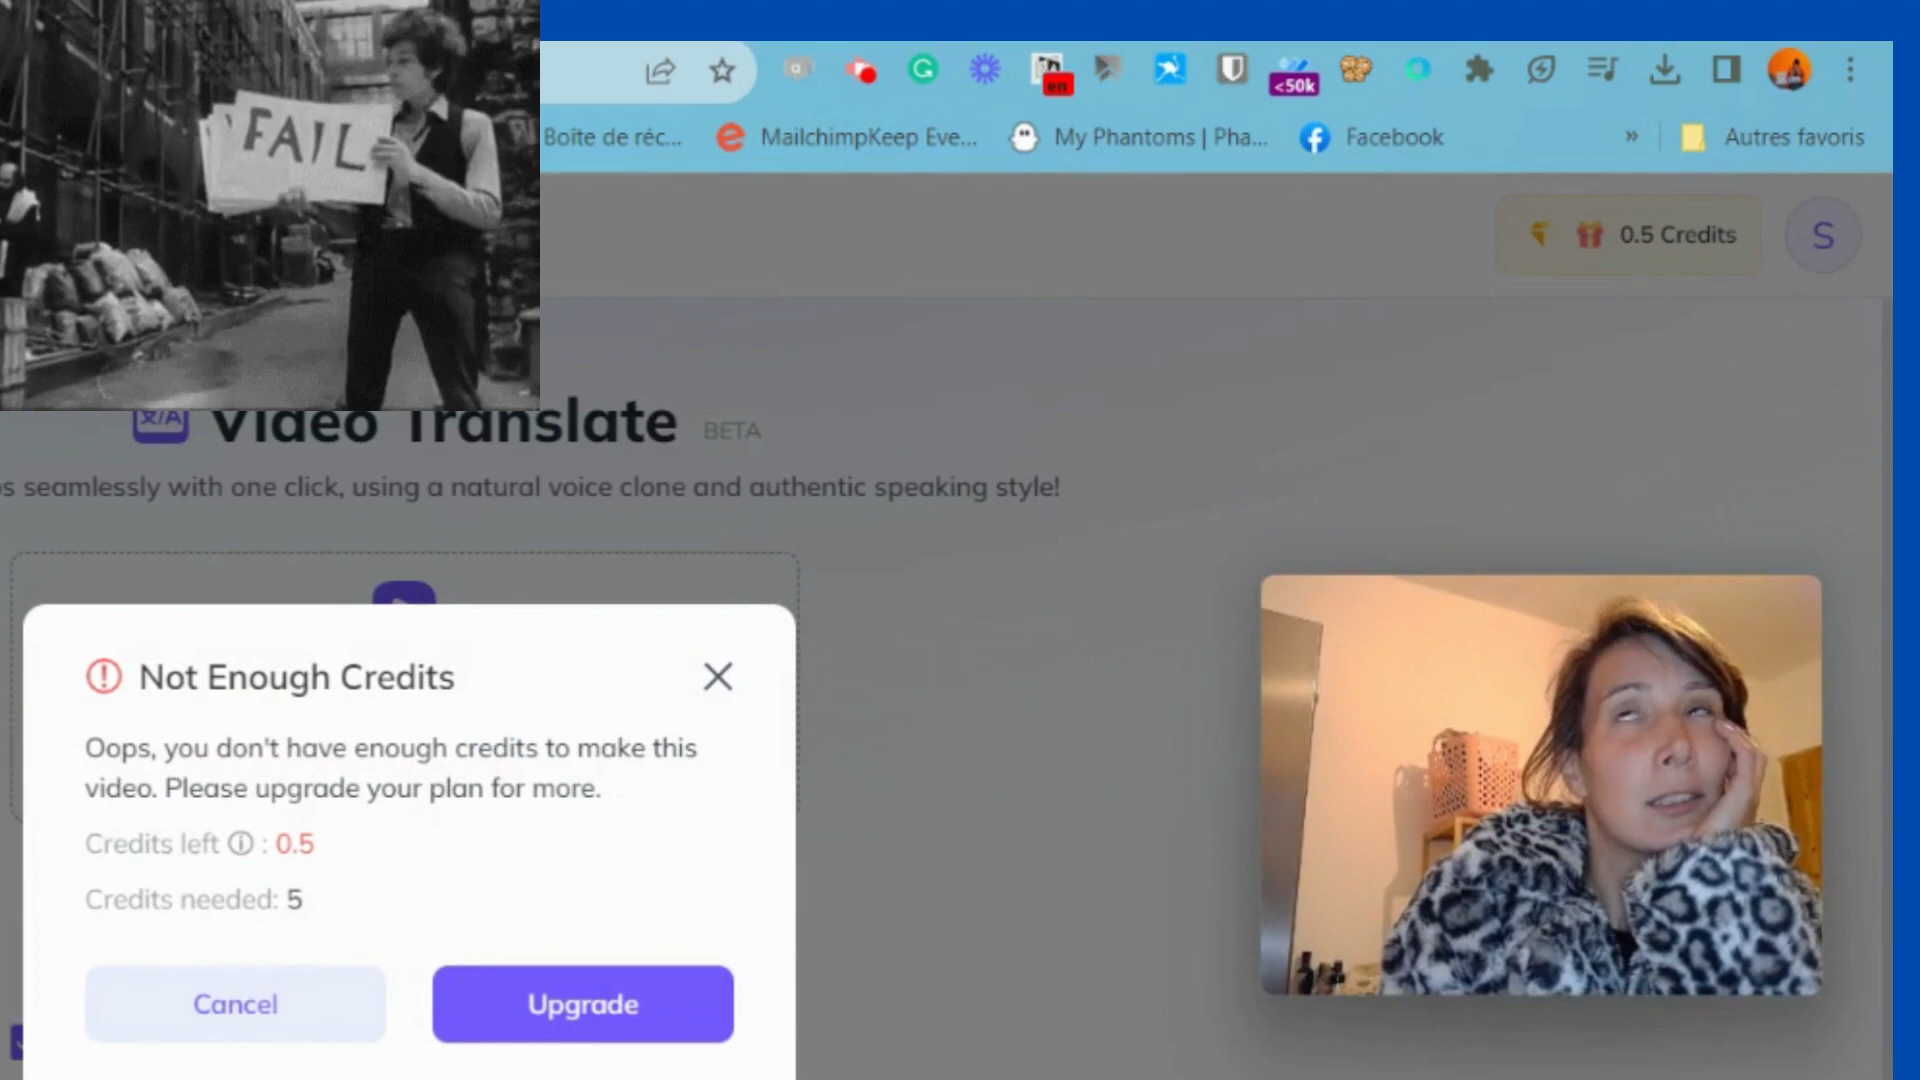 FAIL
en
<50k
Boîte de réc...
MailchimpKeep Eve...
My Phantoms | Pha...
Facebook
»
Autres favoris
0.5 Credits
S
Video Translate
BETA
s seamlessly with one click, using a natural voice clone and authentic speaking style!
Not Enough Credits
Oops, you don't have enough credits to make this
video. Please upgrade your plan for more.
Credits left : 0.5
Credits needed: 5
Cancel
Upgrade